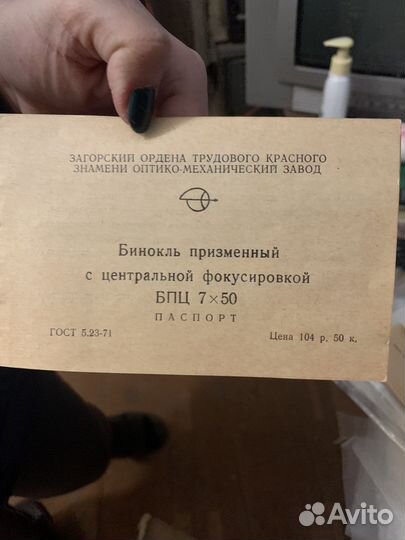 ЗАГОРСКИЙ ОРДЕНА ТРУДОВОГО КРАСНОГО
ЗНАМЕНИ ОПТИКО-МЕХАНИЧЕСКИЙ ЗАВОД
Бинокль призменный
с центральной фокусировкой
БПЦ 7×50
ПАСПОРТ
ГОСТ 5.23-71 Цена 104 р. 50 к.
Avito